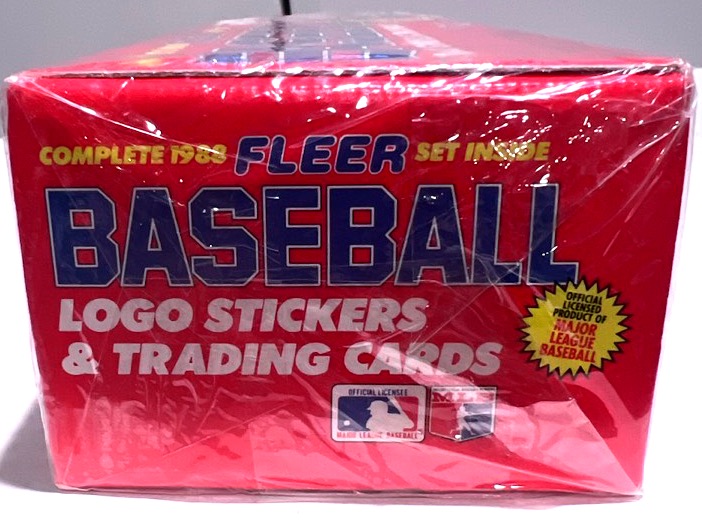 COMPLETE 1988 FLEER SET INSIDE
BASEBALL
LOGO STICKERS
& TRADING CARDS
OFFICIAL
LICENSED
PRODUCT OF
MAJOR
LEAGUE
BASEBALL
OFFICIAL LICENSEE
MAJOR LEAGUE BASEBALL